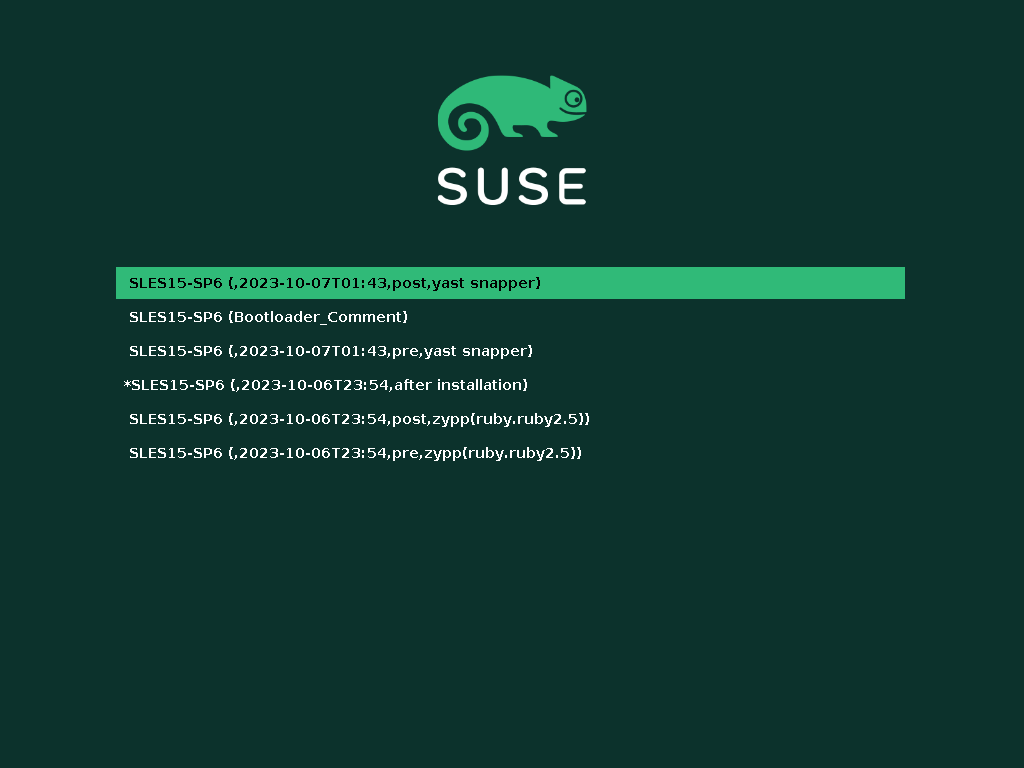 SUSE
SLES15-SP6 (,2023-10-07T01:43,post,yast snapper)
SLES15-SP6 (Bootloader_Comment)
SLES15-SP6 (,2023-10-07T01:43,pre,yast snapper)
*SLES15-SP6 (,2023-10-06T23:54,after installation)
SLES15-SP6 (,2023-10-06T23:54,post,zypp(ruby.ruby2.5))
SLES15-SP6 (,2023-10-06T23:54,pre,zypp(ruby.ruby2.5))